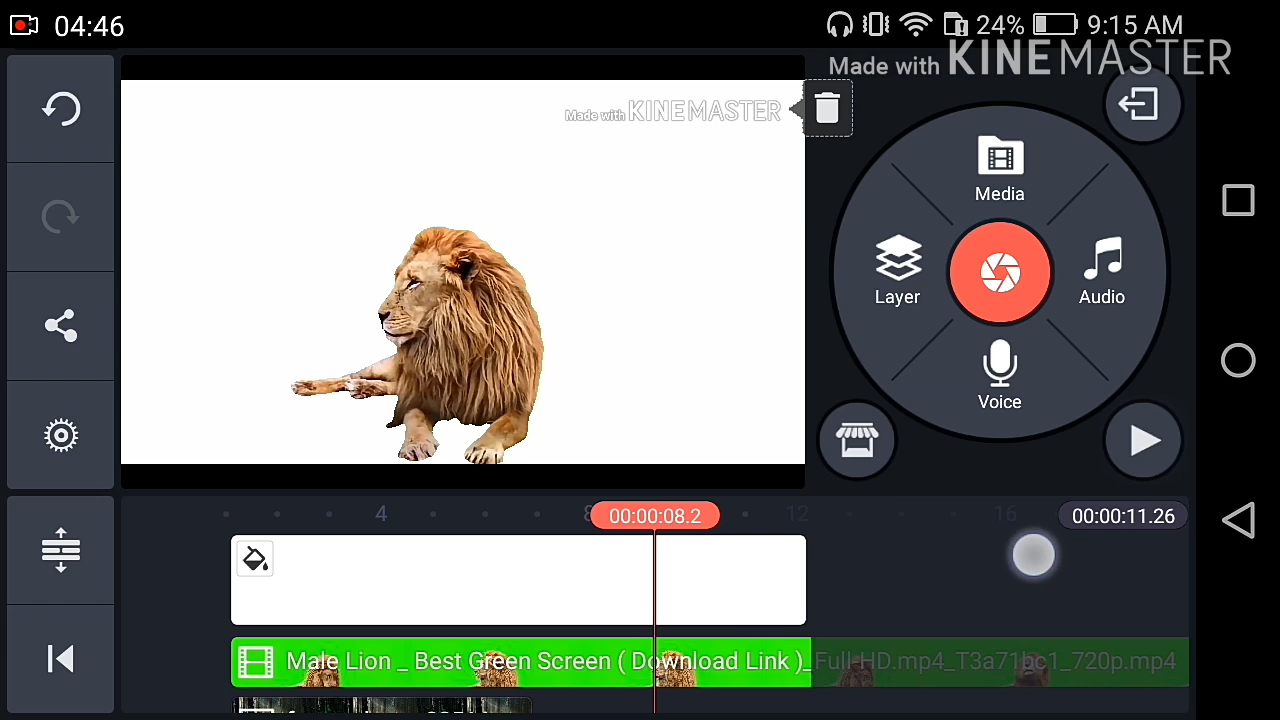 04:46
24% 9:15 AM
Made with KINEMASTER
Made with KINEMASTER
Media
Layer
Audio
Voice
4
8
00:00:08.2
12
16
00:00:11.26
Male Lion _ Best Green Screen ( Download Link )_Full-HD.mp4_T3a71bc1_720p.mp4